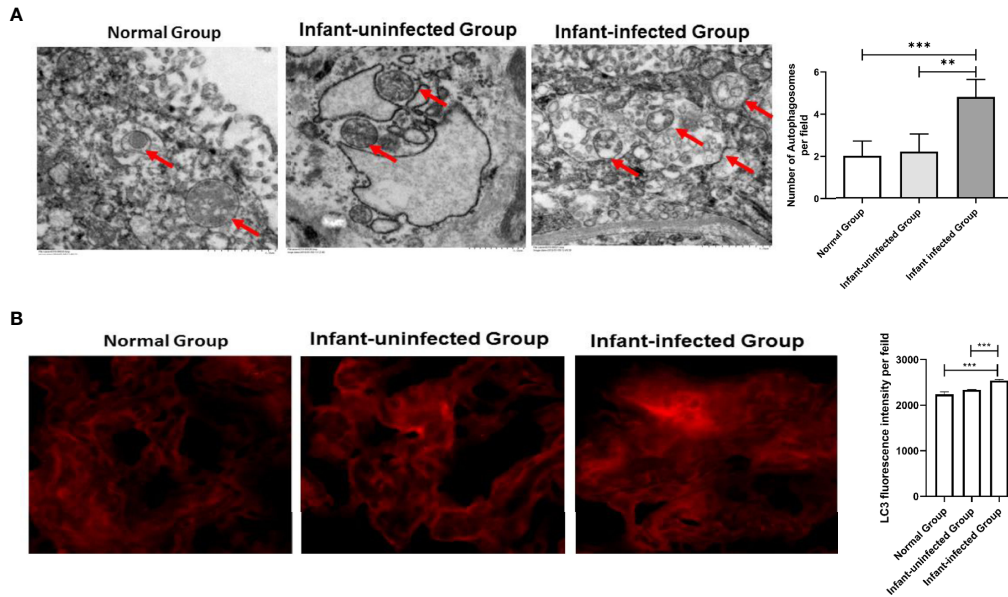 A
Normal Group
Infant-uninfected Group
Infant-infected Group
Number of Autophagosomes
per field
6
4
2
0
***
**
Normal Group
Infant-uninfected Group
Infant infected Group
B
Normal Group
Infant-uninfected Group
Infant-infected Group
LC3 fluorescence intensity per feild
3000
2000
1000
0
***
***
Normal Group
Infant-uninfected Group
Infant-infected Group